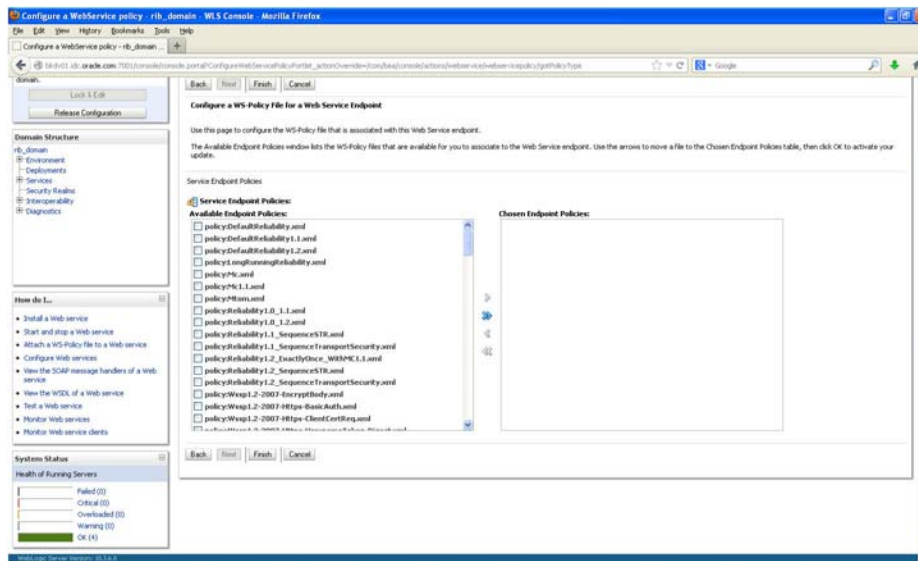 Configure a WebService policy - rib_domain - WLS Console - Mozilla Firefox
File Edit View History Bookmarks Tools Help
Configure a WebService policy - rib_domain ...
Google
domain.
Lock & Edit
Release Configuration
Domain Structure
rib_domain
Environment
Deployments
Services
Security Realms
Interoperability
Diagnostics
How do I...
Install a Web service
Start and stop a Web service
Attach a WS-Policy file to a Web service
Configure Web services
View the SOAP message handlers of a Web
service
View the WSDL of a Web service
Test a Web service
Monitor Web services
Monitor Web service clients
System Status
Health of Running Servers
Failed (0)
Critical (0)
Overloaded (0)
Warning (0)
OK (4)
Back Next Finish Cancel
Configure a WS-Policy File for a Web Service Endpoint
Use this page to configure the WS-Policy file that is associated with this Web Service endpoint.
The Available Endpoint Policies window lists the WS-Policy files that are available for you to associate to the Web Service endpoint. Use the arrows to move a file to the Chosen Endpoint Policies table, then click OK to activate your
update.
Service Endpoint Policies
Service Endpoint Policies:
Available Endpoint Policies:
policy:DefaultReliability.xml
policy:DefaultReliability1.1.xml
policy:DefaultReliability1.2.xml
policy:LongRunningReliability.xml
policy:Mc.xml
policy:Mc1.1.xml
policy:Mtom.xml
policy:Reliability1.0_1.1.xml
policy:Reliability1.0_1.2.xml
policy:Reliability1.1_SequenceSTR.xml
policy:Reliability1.1_SequenceTransportSecurity.xml
policy:Reliability1.2_ExactlyOnce_WithMC1.1.xml
policy:Reliability1.2_SequenceSTR.xml
policy:Reliability1.2_SequenceTransportSecurity.xml
policy:Wssp1.2-2007-EncryptBody.xml
policy:Wssp1.2-2007-Https-BasicAuth.xml
policy:Wssp1.2-2007-Https-ClientCertReq.xml
Chosen Endpoint Policies:
Back Next Finish Cancel
WebLogic Server Version: 10.3.6.0